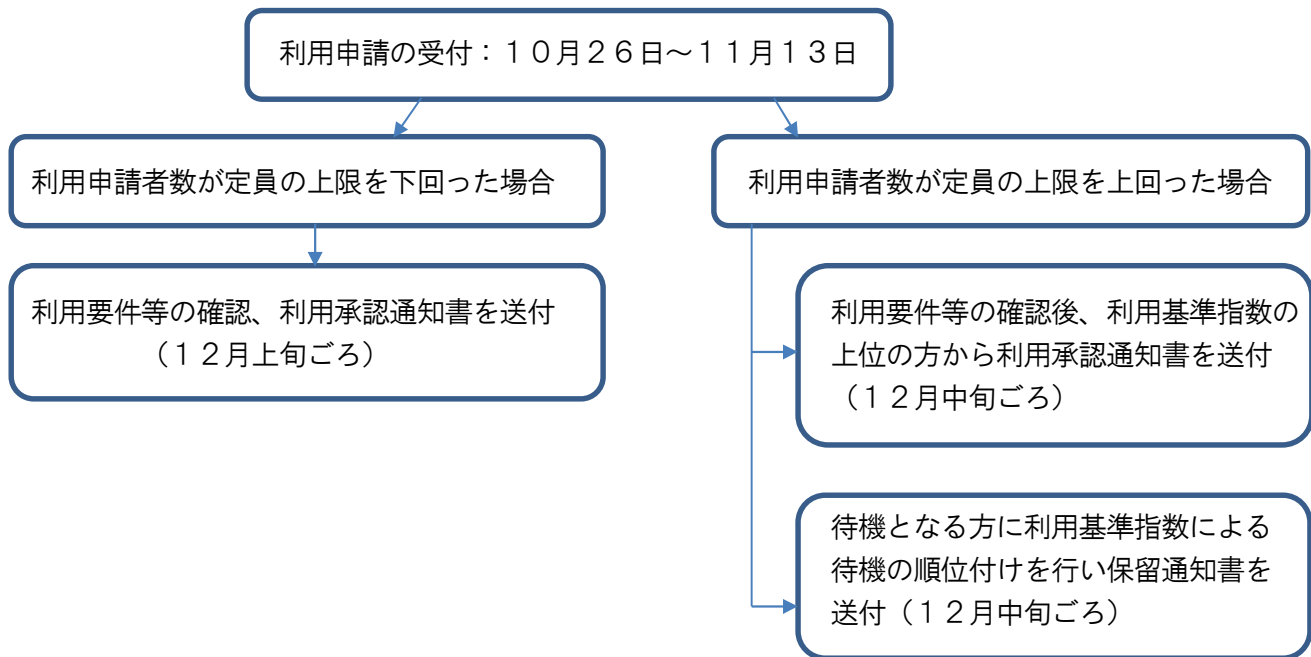 利用申請の受付：１０月２６日～１１月１３日
利用申請者数が定員の上限を下回った場合
利用申請者数が定員の上限を上回った場合
利用要件等の確認、利用承認通知書を送付
（１２月上旬ごろ）
利用要件等の確認後、利用基準指数の
上位の方から利用承認通知書を送付
（１２月中旬ごろ）
待機となる方に利用基準指数による
待機の順位付けを行い保留通知書を
送付（１２月中旬ごろ）